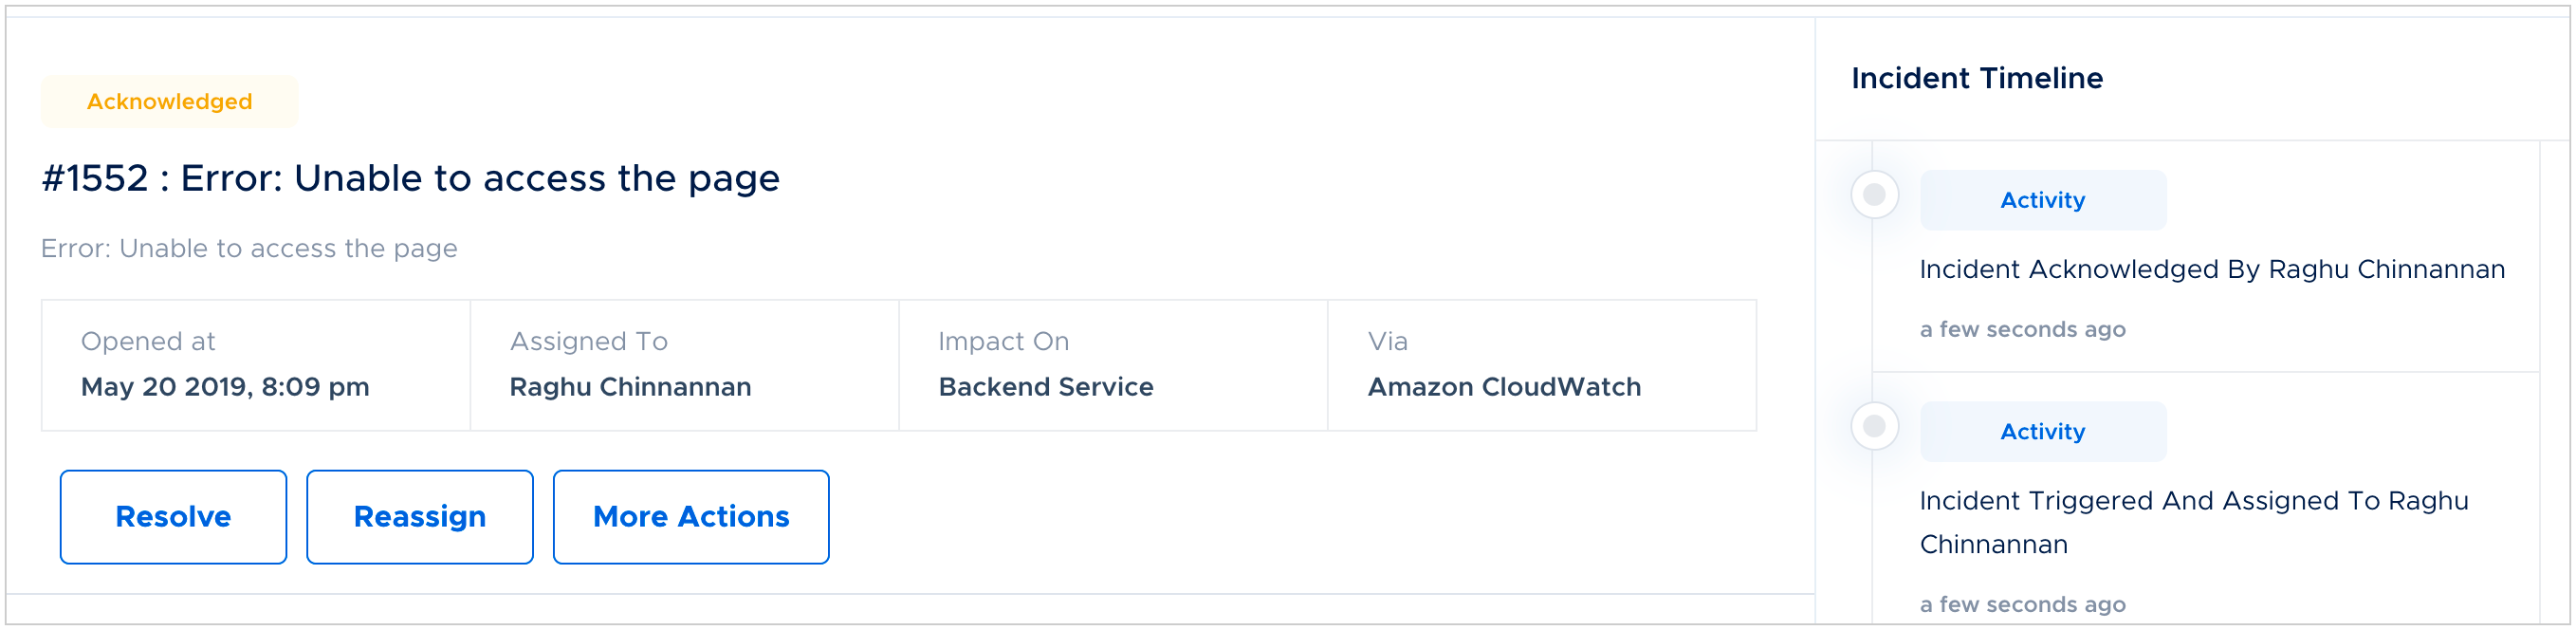 Acknowledged
#1552 : Error: Unable to access the page
Error: Unable to access the page
Opened at
May 20 2019, 8:09 pm
Assigned To
Raghu Chinnannan
Impact On
Backend Service
Via
Amazon CloudWatch
Resolve
Reassign
More Actions
Incident Timeline
Activity
Incident Acknowledged By Raghu Chinnannan
a few seconds ago
Activity
Incident Triggered And Assigned To Raghu
Chinnannan
a few seconds ago